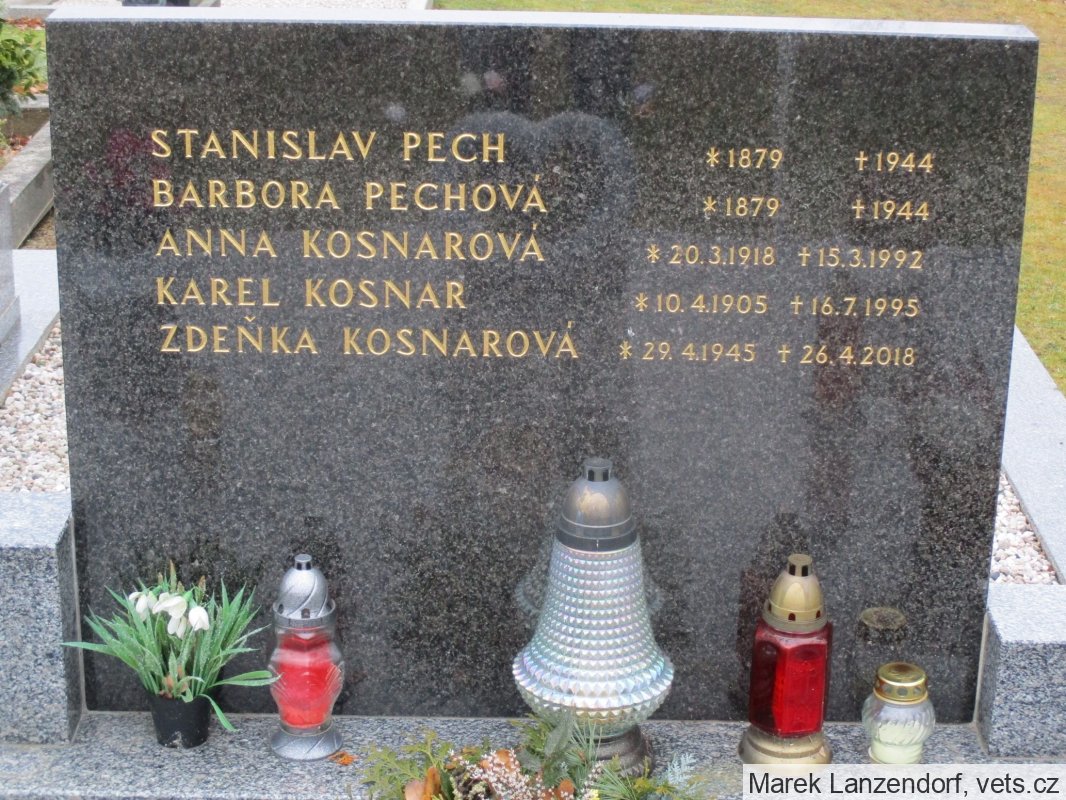 STANISLAV PECH * 1879 † 1944
BARBORA PECHOVÁ * 1879 † 1944
ANNA KOSNAROVÁ * 20.3.1918 † 15.3.1992
KAREL KOSNAR * 10.4.1905 † 16.7.1995
ZDEŇKA KOSNAROVÁ * 29.4.1945 † 26.4.2018
Marek Lanzendorf, vets.cz